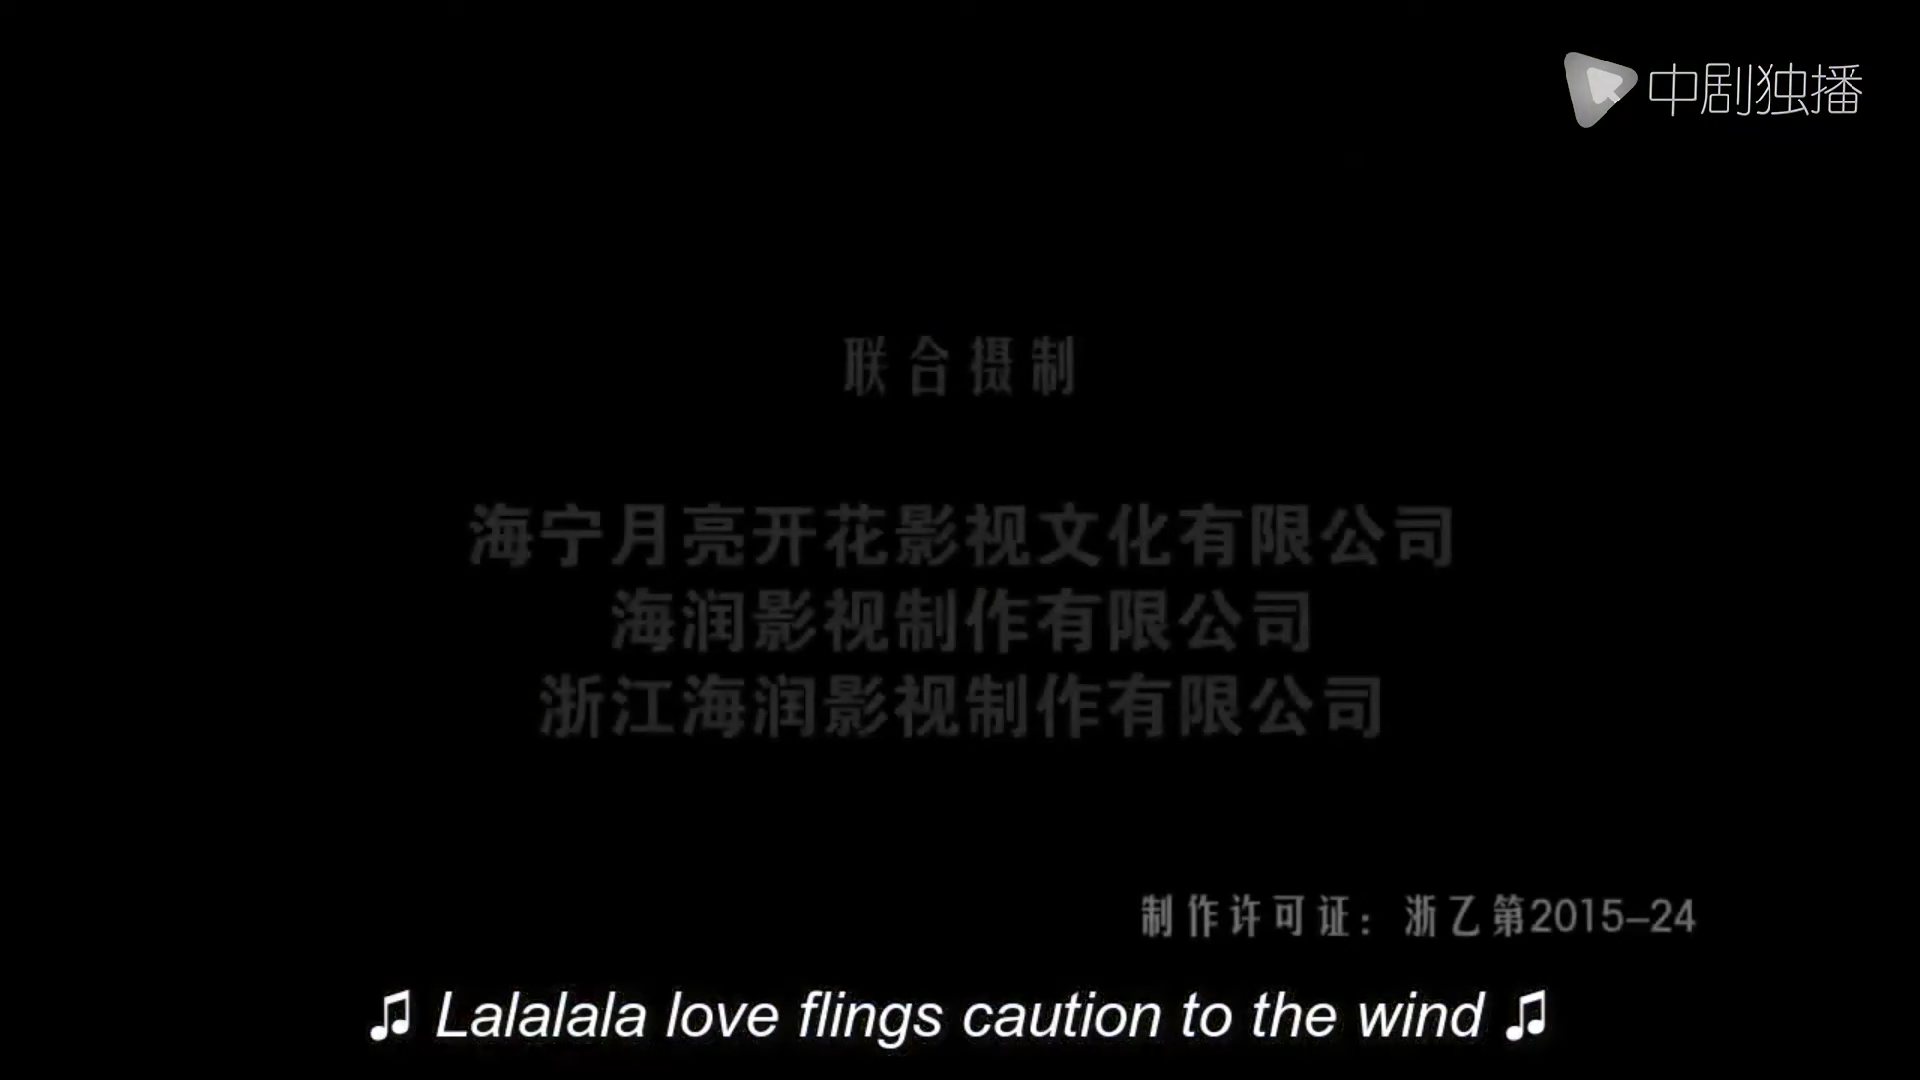 中剧独播
联合摄制
海宁月亮开花影视文化有限公司
海润影视制作有限公司
浙江海润影视制作有限公司
制作许可证：浙乙第2015-24
♫ Lalalala love flings caution to the wind ♫